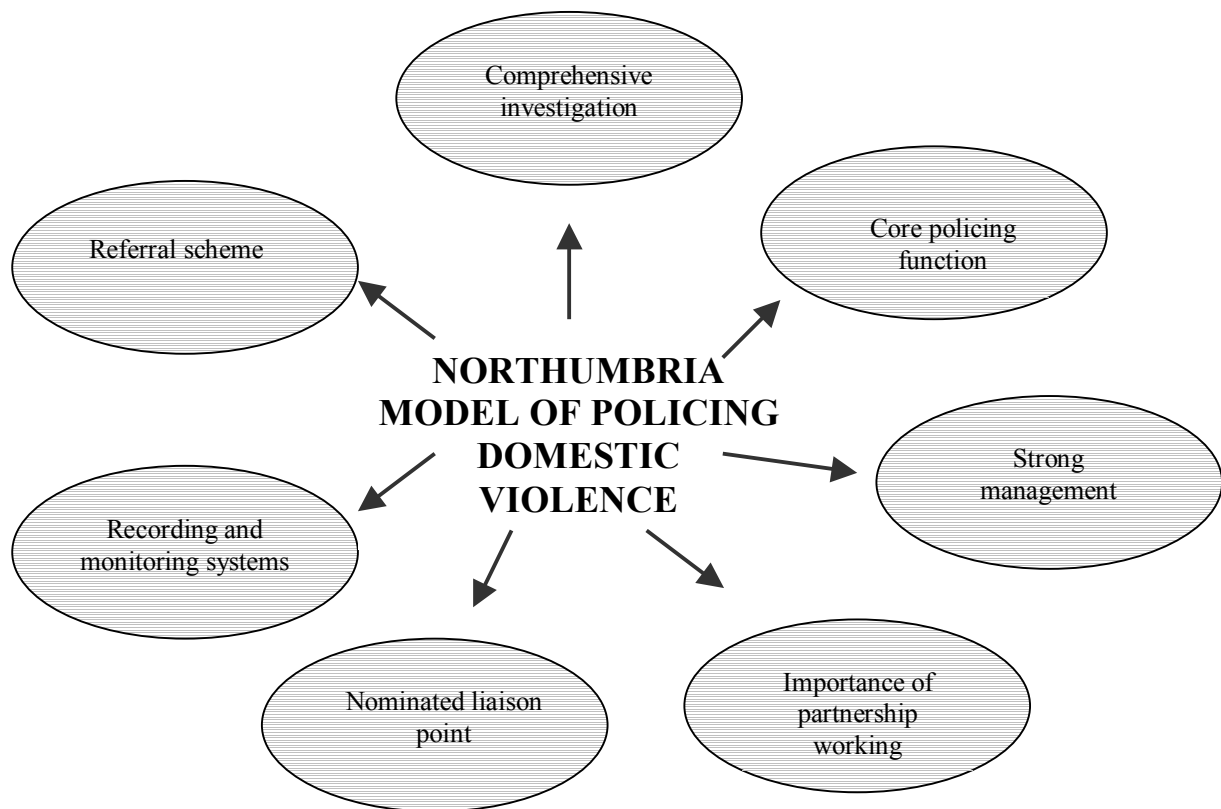 Comprehensive
investigation
Core policing
function
Referral scheme
NORTHUMBRIA
MODEL OF POLICING
DOMESTIC
VIOLENCE
Strong
management
Recording and
monitoring systems
Nominated liaison
point
Importance of
partnership
working